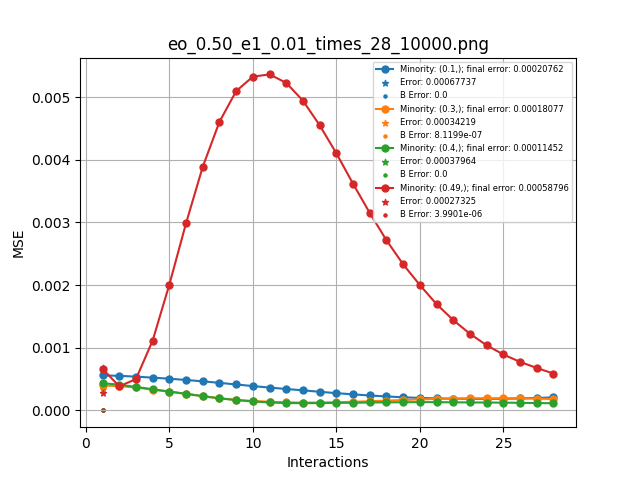 eo_0.50_e1_0.01_times_28_10000.png
Minority: (0.1,); final error: 0.00020762
Error: 0.00067737
B Error: 0.0
Minority: (0.3,); final error: 0.00018077
Error: 0.00034219
B Error: 8.1199e-07
Minority: (0.4,); final error: 0.00011452
Error: 0.00037964
B Error: 0.0
Minority: (0.49,); final error: 0.00058796
Error: 0.00027325
B Error: 3.9901e-06
MSE
0.005
0.004
0.003
0.002
0.001
0.000
0 5 10 15 20 25
Interactions